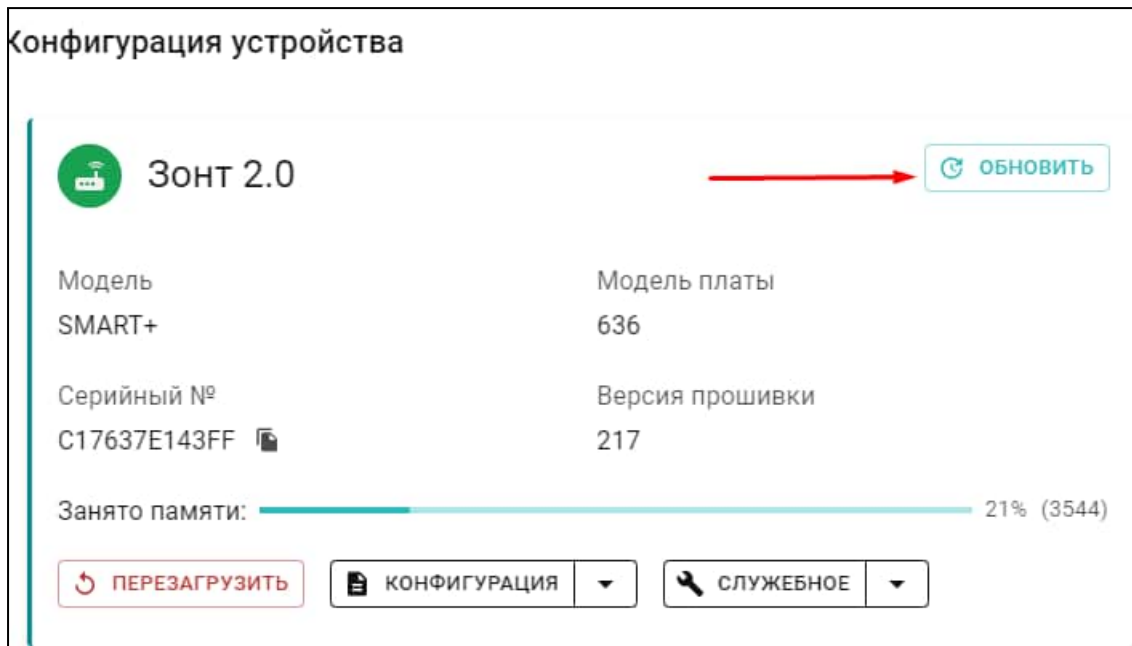 Конфигурация устройства
Зонт 2.0
ОБНОВИТЬ
Модель
Модель платы
SMART+
636
Серийный №
Версия прошивки
C17637E143FF
217
Занято памяти:
21% (3544)
ПЕРЕЗАГРУЗИТЬ
КОНФИГУРАЦИЯ
СЛУЖЕБНОЕ